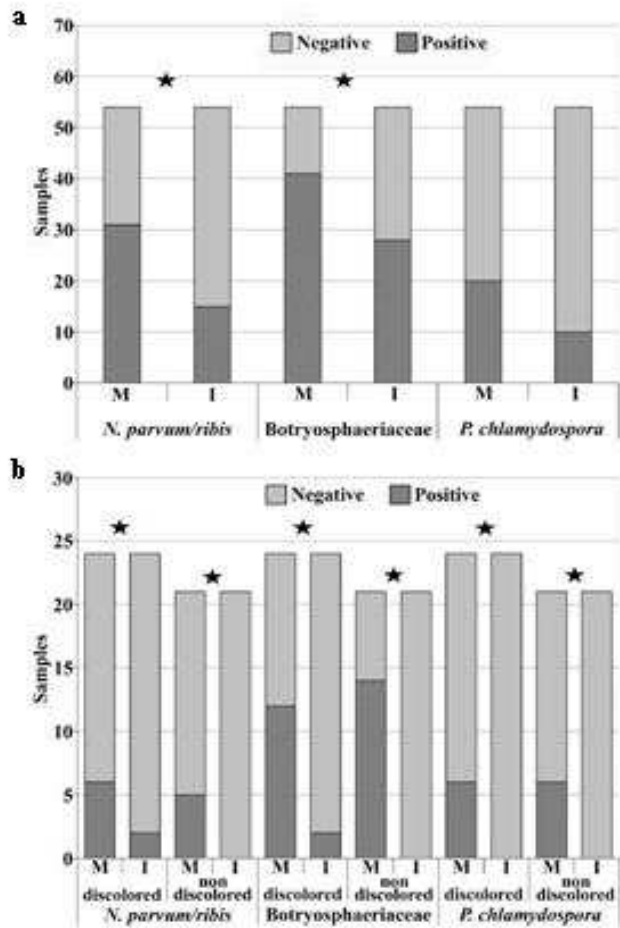 a
70
Negative Positive
60
50
40
Samples
30
20
10
0
M I M I M I
N. parvum/ribis Botryosphaeriaceae P. chlamydospora
b
30
Negative Positive
25
20
Samples
15
10
5
0
M I M I M I M I M I M I
discolored non discolored discolored non discolored discolored non discolored
N. parvum/ribis Botryosphaeriaceae P. chlamydospora